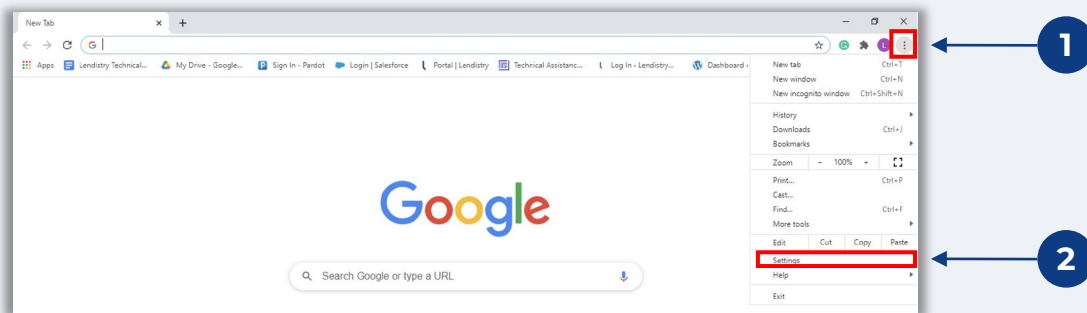 New Tab
Apps Lendistry Technical... My Drive - Google... Sign In - Pardot Login | Salesforce Portal | Lendistry Technical Assistanc... Log In ‹ Lendistry... Dashboard ‹
New tab Ctrl+T
New window Ctrl+N
New incognito window Ctrl+Shift+N
History
Downloads Ctrl+J
Bookmarks
Zoom - 100% +
Print... Ctrl+P
Cast...
Find... Ctrl+F
More tools
Edit Cut Copy Paste
Settings
Help
Exit
Google
Search Google or type a URL
1
2